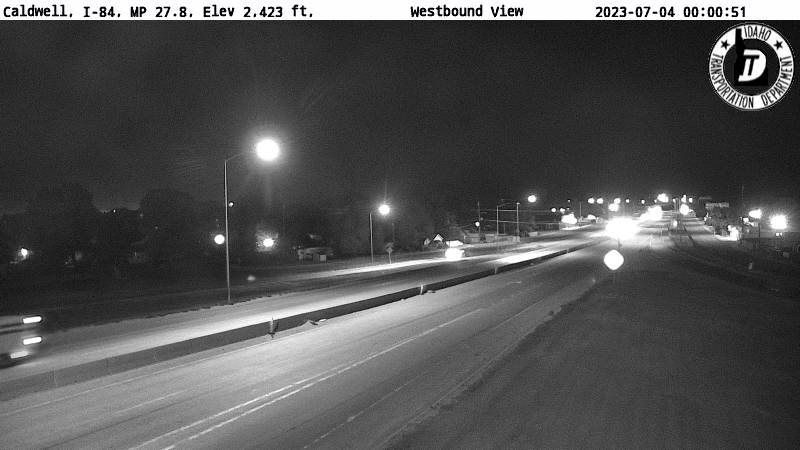 Caldwell, I-84, MP 27.8, Elev 2,423 ft, Westbound View 2023-07-04 00:00:51
IDAHO
TRANSPORTATION DEPARTMENT